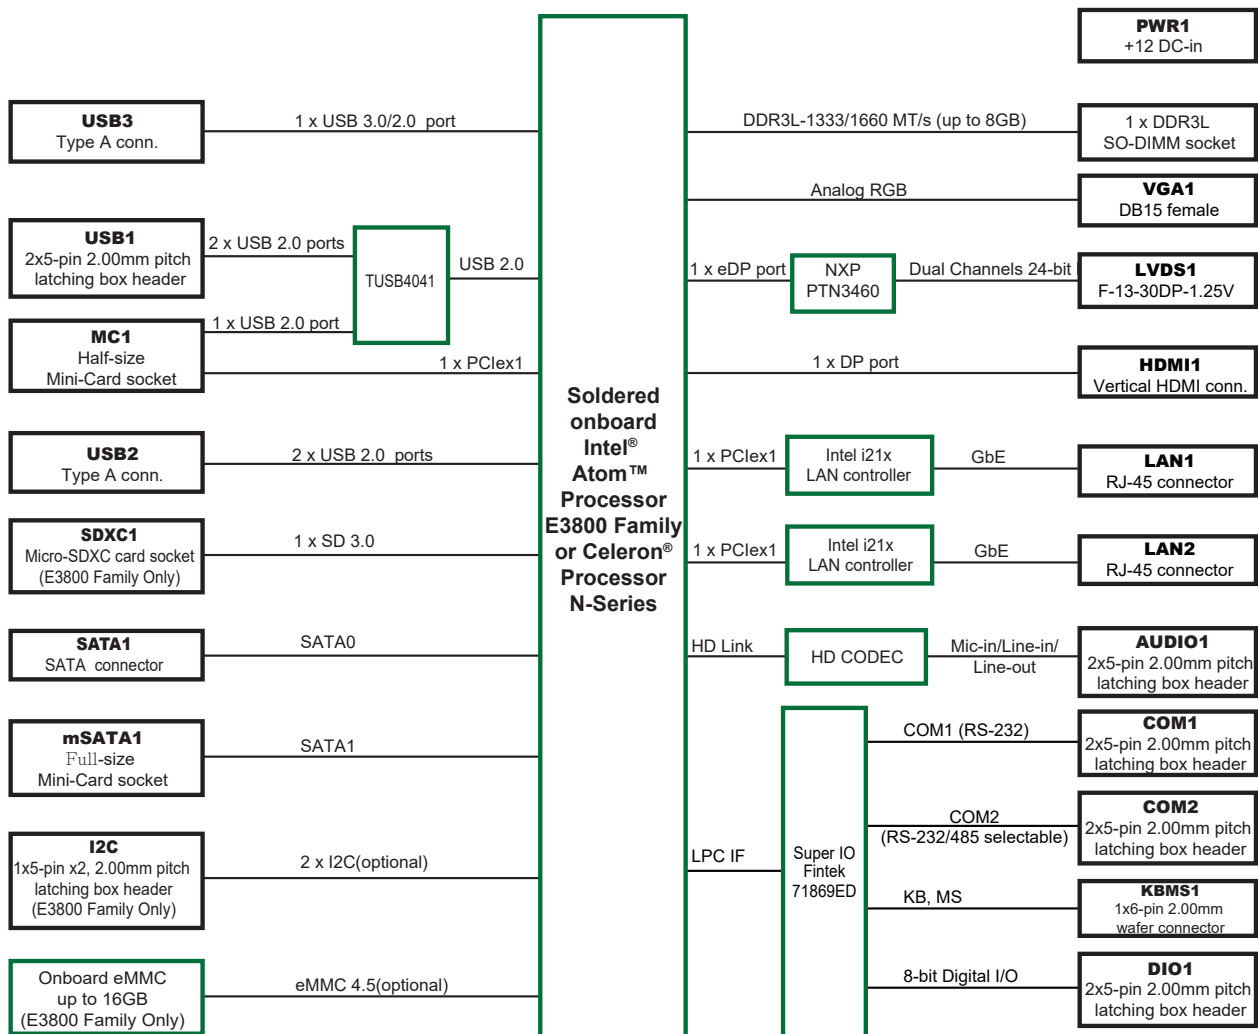 PWR1
+12 DC-in
USB3
Type A conn.
1 x USB 3.0/2.0 port
DDR3L-1333/1660 MT/s (up to 8GB)
1 x DDR3L
SO-DIMM socket
Analog RGB
VGA1
DB15 female
USB1
2x5-pin 2.00mm pitch
latching box header
2 x USB 2.0 ports
TUSB4041
USB 2.0
1 x eDP port
NXP
PTN3460
Dual Channels 24-bit
LVDS1
F-13-30DP-1.25V
MC1
Half-size
Mini-Card socket
1 x USB 2.0 port
1 x PCIex1
1 x DP port
HDMI1
Vertical HDMI conn.
Soldered
onboard
Intel®
Atom™
Processor
E3800 Family
or Celeron®
Processor
N-Series
USB2
Type A conn.
2 x USB 2.0 ports
1 x PCIex1
Intel i21x
LAN controller
GbE
LAN1
RJ-45 connector
SDXC1
Micro-SDXC card socket
(E3800 Family Only)
1 x SD 3.0
1 x PCIex1
Intel i21x
LAN controller
GbE
LAN2
RJ-45 connector
SATA1
SATA connector
SATA0
HD Link
HD CODEC
Mic-in/Line-in/
Line-out
AUDIO1
2x5-pin 2.00mm pitch
latching box header
mSATA1
Full-size
Mini-Card socket
SATA1
COM1 (RS-232)
COM1
2x5-pin 2.00mm pitch
latching box header
COM2
(RS-232/485 selectable)
COM2
2x5-pin 2.00mm pitch
latching box header
I2C
1x5-pin x2, 2.00mm pitch
latching box header
(E3800 Family Only)
2 x I2C(optional)
LPC IF
Super IO
Fintek
71869ED
KB, MS
KBMS1
1x6-pin 2.00mm
wafer connector
Onboard eMMC
up to 16GB
(E3800 Family Only)
eMMC 4.5(optional)
8-bit Digital I/O
DIO1
2x5-pin 2.00mm pitch
latching box header